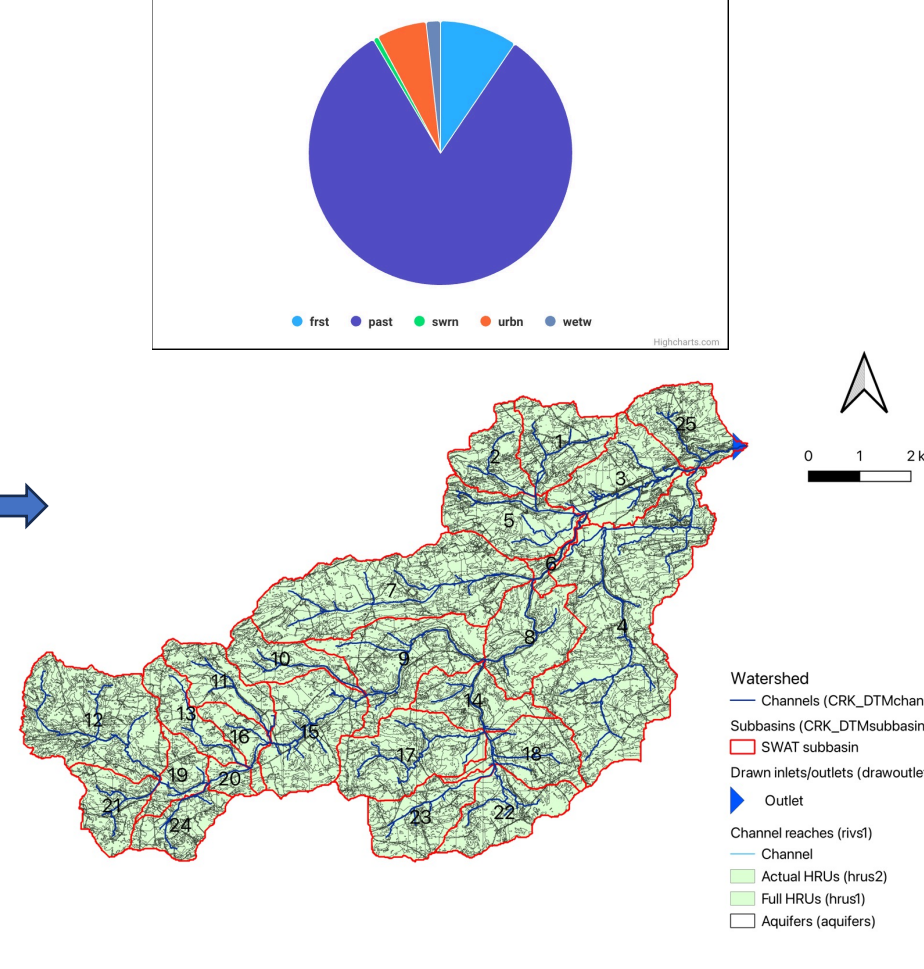 frst past swrn urbn wetw
Highcharts.com
0 1 2 k
25
1
2
3
5
6
7
4
8
9
10
11
14
12
13
16
15
17
18
19
20
21
22
23
24
Watershed
Channels (CRK_DTMchan
Subbasins (CRK_DTMsubbasin
SWAT subbasin
Drawn inlets/outlets (drawoutle
Outlet
Channel reaches (rivs1)
Channel
Actual HRUs (hrus2)
Full HRUs (hrus1)
Aquifers (aquifers)